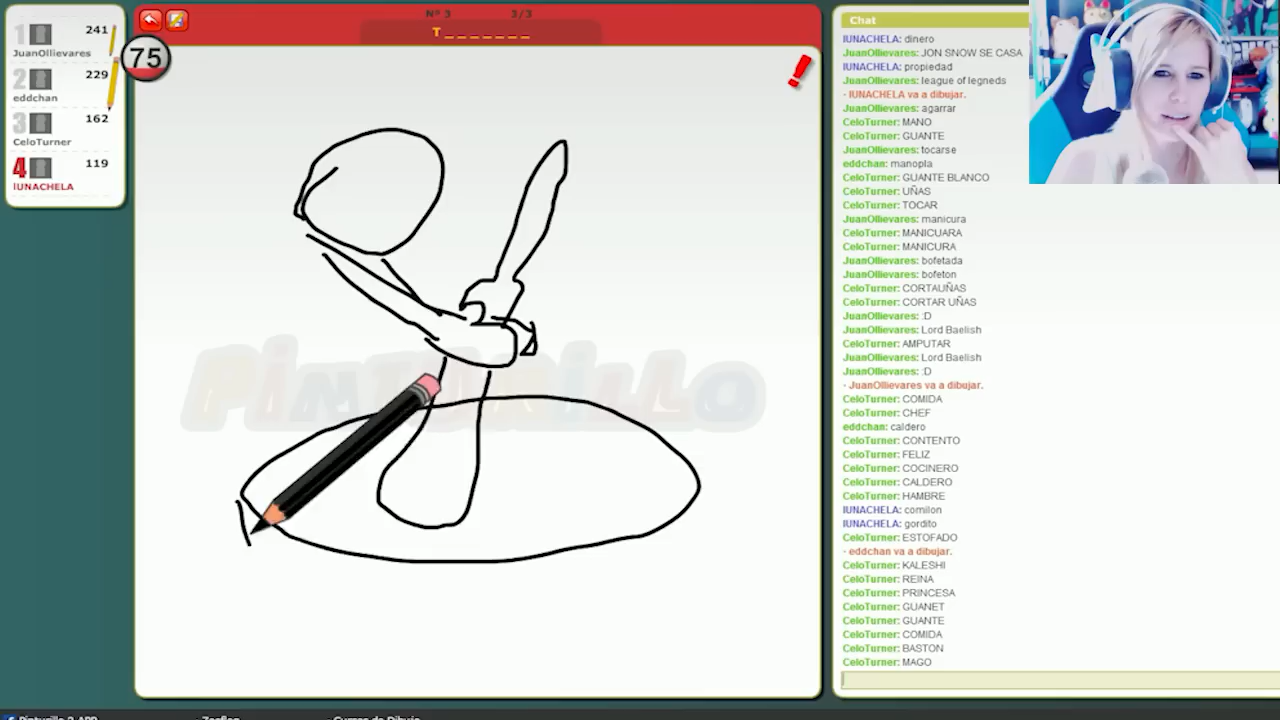 1 241
JuanOllievares
2 229
eddchan
3 162
CeloTurner
4 119
IUNACHELA
75
Nº 3 3/3
T_ _ _ _ _ _ _
PINTURILLO
Chat
IUNACHELA: dinero
JuanOllievares: JON SNOW SE CASA
IUNACHELA: propiedad
JuanOllievares: league of legneds
- IUNACHELA va a dibujar.
JuanOllievares: agarrar
CeloTurner: MANO
CeloTurner: GUANTE
JuanOllievares: tocarse
eddchan: manopla
CeloTurner: GUANTE BLANCO
CeloTurner: UÑAS
CeloTurner: TOCAR
JuanOllievares: manicura
CeloTurner: MANICUARA
CeloTurner: MANICURA
JuanOllievares: bofetada
JuanOllievares: bofeton
CeloTurner: CORTAUÑAS
CeloTurner: CORTAR UÑAS
JuanOllievares: :D
JuanOllievares: Lord Baelish
CeloTurner: AMPUTAR
JuanOllievares: Lord Baelish
JuanOllievares: :D
- JuanOllievares va a dibujar.
CeloTurner: COMIDA
CeloTurner: CHEF
eddchan: caldero
CeloTurner: CONTENTO
CeloTurner: FELIZ
CeloTurner: COCINERO
CeloTurner: CALDERO
CeloTurner: HAMBRE
IUNACHELA: comilon
IUNACHELA: gordito
CeloTurner: ESTOFADO
- eddchan va a dibujar.
CeloTurner: KALESHI
CeloTurner: REINA
CeloTurner: PRINCESA
CeloTurner: GUANET
CeloTurner: GUANTE
CeloTurner: COMIDA
CeloTurner: BASTON
CeloTurner: MAGO